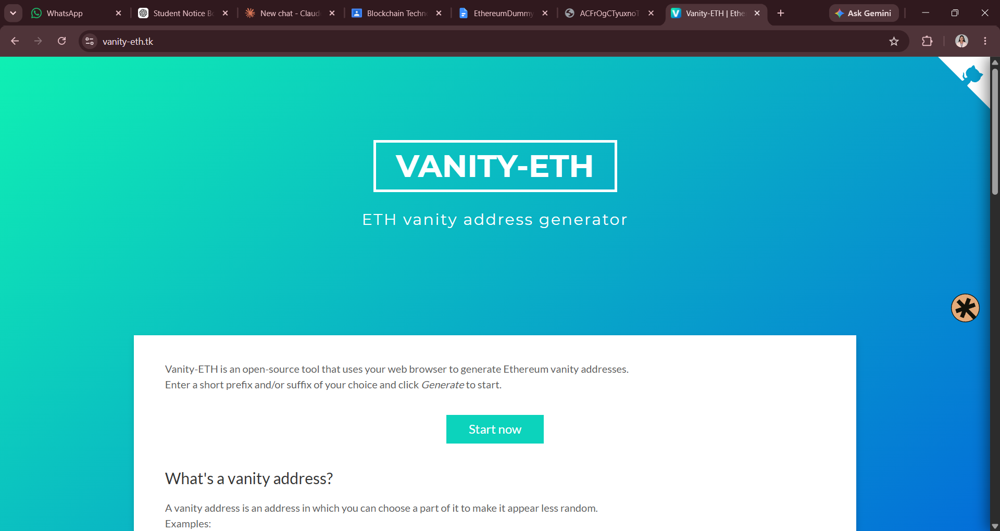 WhatsApp
Student Notice Bo
New chat - Claud
Blockchain Techno
EthereumDummy
ACFrOgCTyuxnoT
Vanity-ETH | Ethe
Ask Gemini
vanity-eth.tk
VANITY-ETH
ETH vanity address generator
Vanity-ETH is an open-source tool that uses your web browser to generate Ethereum vanity addresses.
Enter a short prefix and/or suffix of your choice and click Generate to start.
Start now
What's a vanity address?
A vanity address is an address in which you can choose a part of it to make it appear less random.
Examples: